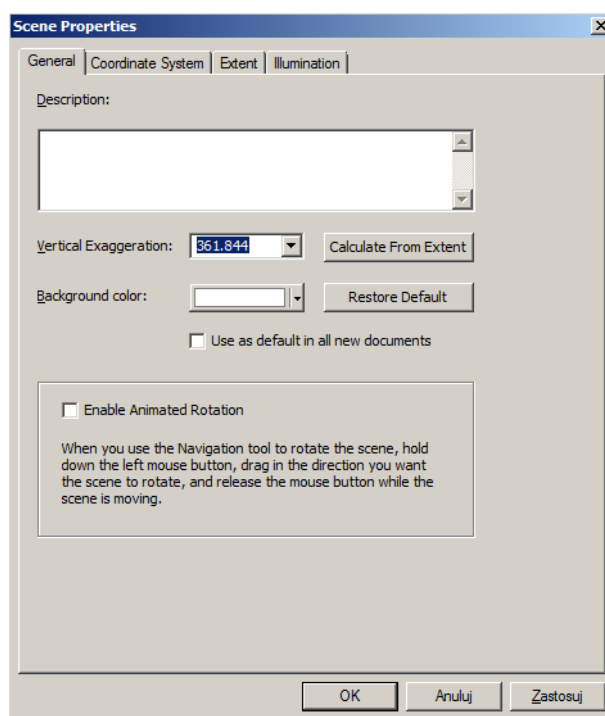 Scene Properties
General Coordinate System Extent Illumination
Description:
Vertical Exaggeration: 361.844 Calculate From Extent
Background color: Restore Default
Use as default in all new documents
Enable Animated Rotation
When you use the Navigation tool to rotate the scene, hold
down the left mouse button, drag in the direction you want
the scene to rotate, and release the mouse button while the
scene is moving.
OK Anuluj Zastosuj